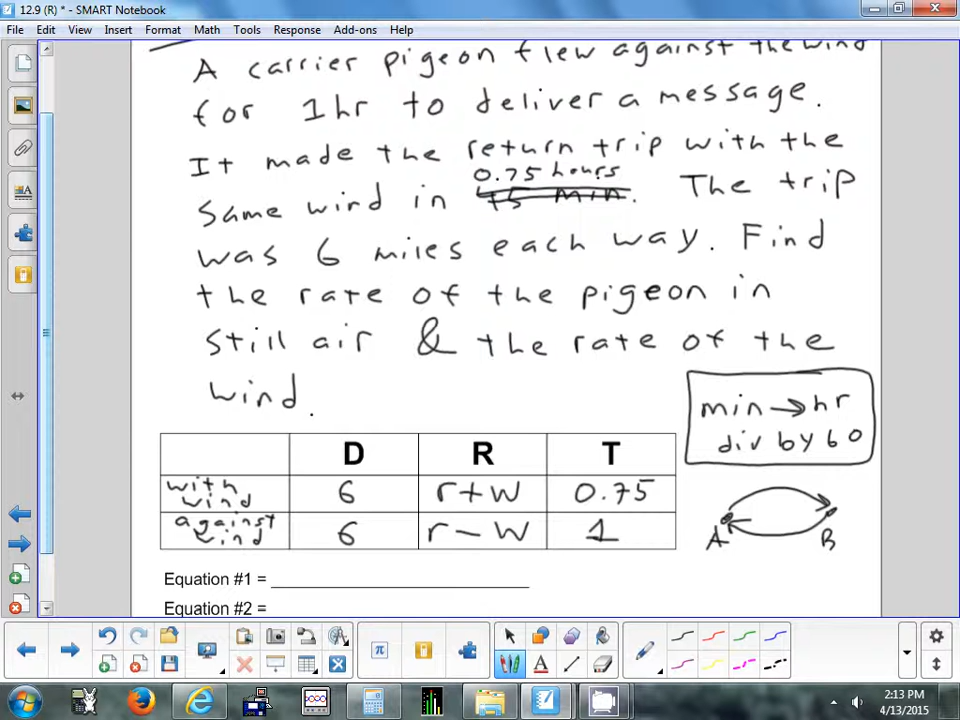 12.9 (R) * - SMART Notebook
File Edit View Insert Format Math Tools Response Add-ons Help
A carrier pigeon flew against the wind
for 1hr to deliver a message.
It made the return trip with the
0.75 hours
same wind in 45 min. The trip
was 6 miles each way. Find
the rate of the pigeon in
still air & the rate of the
wind.
min → hr
div by 60
D R T
with wind 6 r+w 0.75
against wind 6 r-w 1
A B
Equation #1 = ____________________
Equation #2 =
2:13 PM
4/13/2015